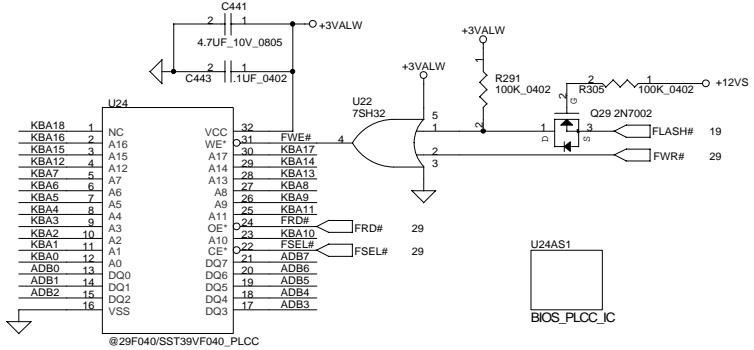 C441
2 1
+3VALW
4.7UF_10V_0805
C443
2 1
.1UF_0402
+3VALW
+3VALW
R291
100K_0402
1
2
+12VS
2 1
R305 100K_0402
U22
7SH32
5
1
4
2
3
Q29 2N7002
2
G
1 3
D S
FLASH# 19
FWR# 29
U24
KBA18 1 NC VCC 32
KBA16 2 A16 WE* 31 FWE#
KBA15 3 A15 A17 30 KBA17
KBA12 4 A12 A14 29 KBA14
KBA7 5 A7 A13 28 KBA13
KBA6 6 A6 A8 27 KBA8
KBA5 7 A5 A9 26 KBA9
KBA4 8 A4 A11 25 KBA11
KBA3 9 A3 OE* 24 FRD# FRD# 29
KBA2 10 A2 A10 23 KBA10
KBA1 11 A1 CE* 22 FSEL# FSEL# 29
KBA0 12 A0 DQ7 21 ADB7
ADB0 13 DQ0 DQ6 20 ADB6
ADB1 14 DQ1 DQ5 19 ADB5
ADB2 15 DQ2 DQ4 18 ADB4
16 VSS DQ3 17 ADB3
@29F040/SST39VF040_PLCC
U24AS1
BIOS_PLCC_IC